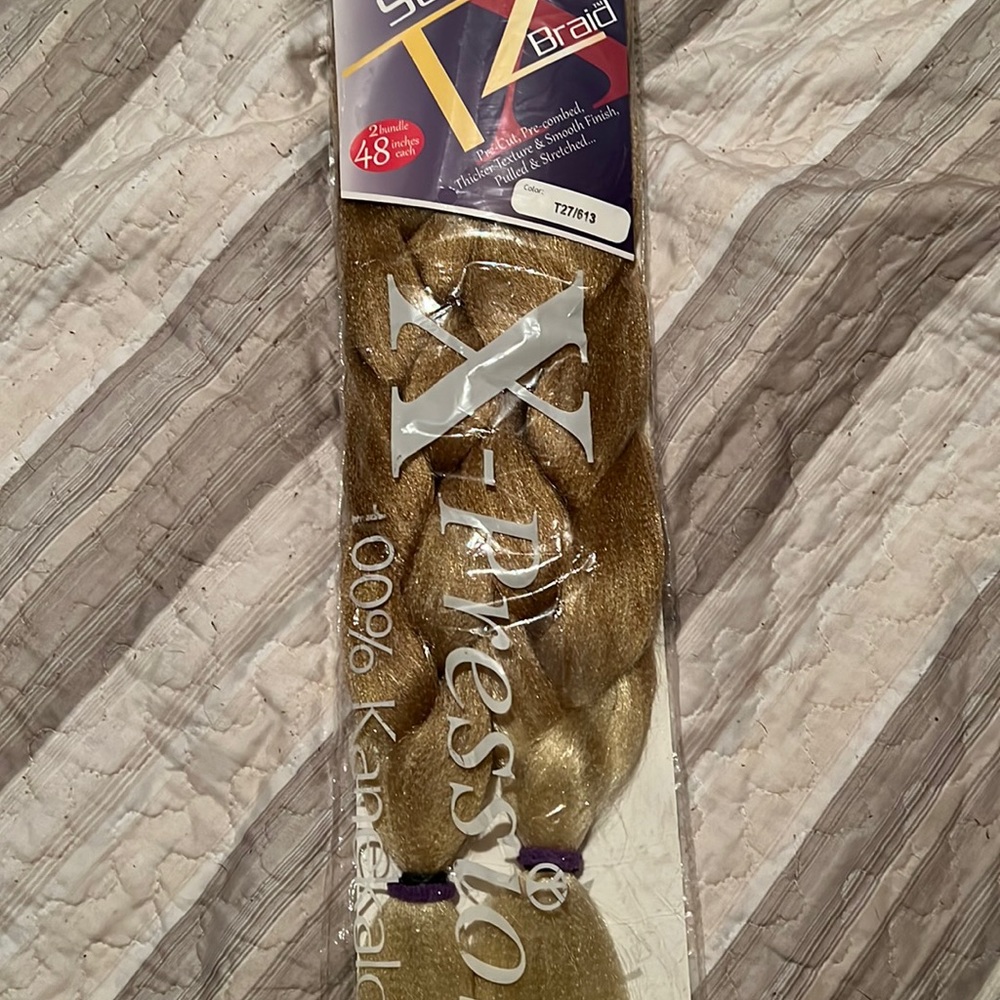 TZ
Braid™
2 bundle
48 inches
each
Pre-Cut, Pre-combed,
Thicker Texture & Smooth Finish,
Pulled & Stretched...
Color:
T27/613
X-Pressio
100% Kanekalo